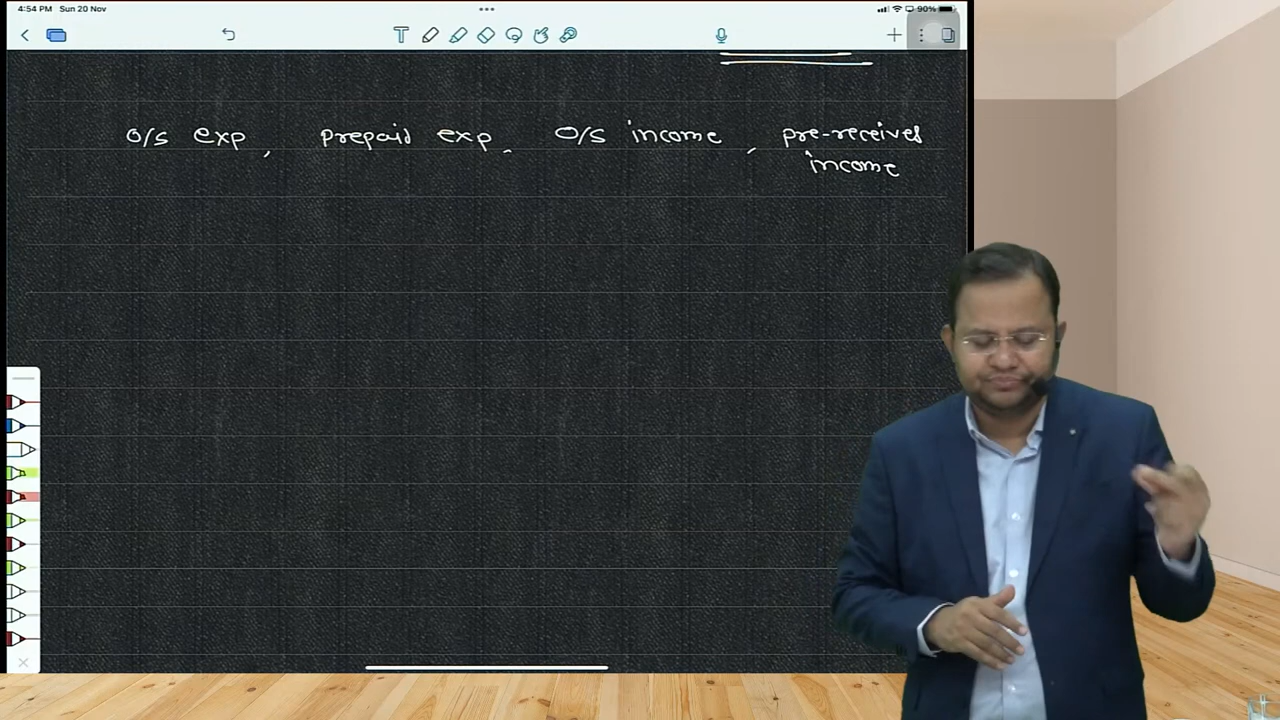 4:54 PM Sun 20 Nov
90%
O/s exp, prepaid exp, O/s income, pre-received
income